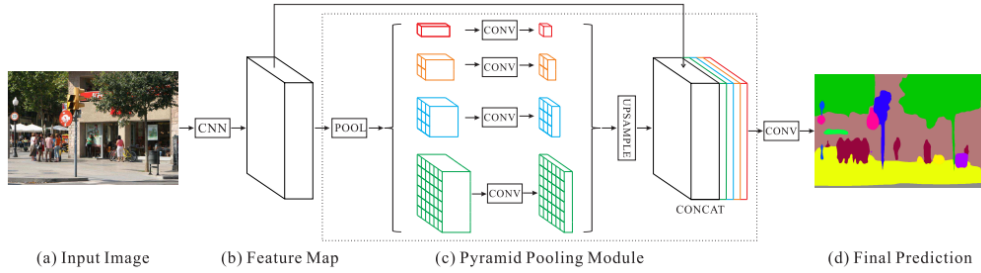 CNN
POOL
CONV
CONV
CONV
CONV
UPSAMPLE
CONCAT
CONV
(a) Input Image
(b) Feature Map
(c) Pyramid Pooling Module
(d) Final Prediction